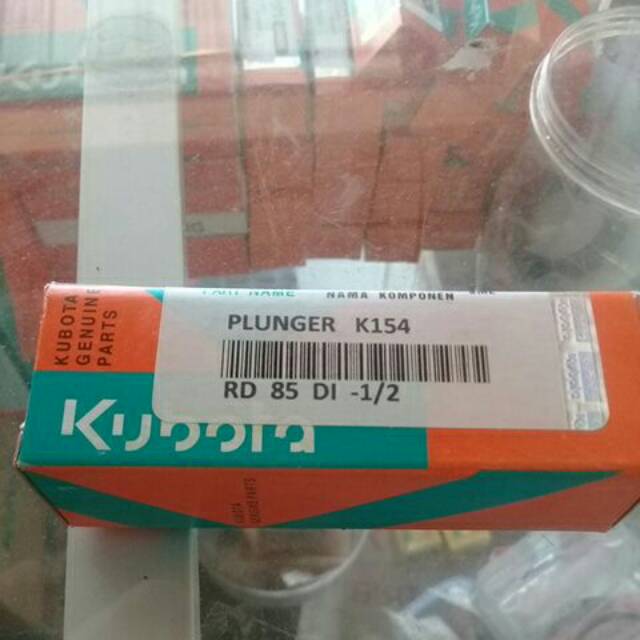 KUBOTA
GENUINE
PARTS
PART NAME NAMA KOMPONEN
PLUNGER K154
RD 85 DI -1/2
Kubota